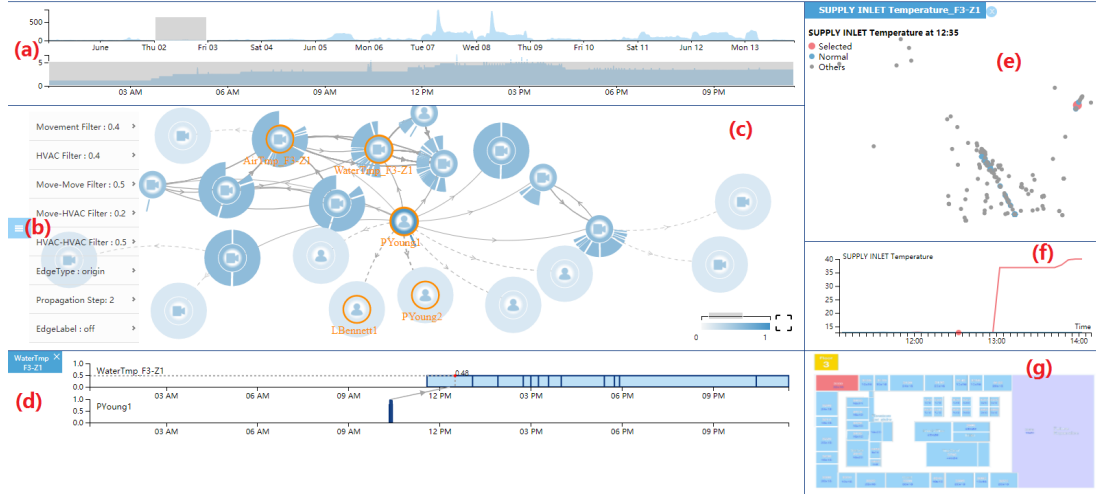 500
0
June
Thu 02
Fri 03
Sat 04
Jun 05
Mon 06
Tue 07
Wed 08
Thu 09
Fri 10
Sat 11
Jun 12
Mon 13
(a)
5
0
03 AM
06 AM
09 AM
12 PM
03 PM
06 PM
09 PM
Movement Filter : 0.4
HVAC Filter : 0.4
Move-Move Filter : 0.5
Move-HVAC Filter : 0.2
HVAC-HVAC Filter : 0.5
EdgeType : origin
Propagation Step: 2
EdgeLabel : off
(b)
(c)
AirTmp_F3-Z1
WaterTmp_F3-Z1
PYoung1
LBennett1
PYoung2
0
1
WaterTmp
F3-Z1
(d)
1.0
0.5
0.0
WaterTmp_F3-Z1
0.48
03 AM
06 AM
09 AM
12 PM
03 PM
06 PM
09 PM
1.0
0.5
0.0
PYoung1
03 AM
06 AM
09 AM
12 PM
03 PM
06 PM
09 PM
SUPPLY INLET Temperature_F3-Z1
SUPPLY INLET Temperature at 12:35
Selected
Normal
Others
(e)
SUPPLY INLET Temperature
(f)
40
35
30
25
20
15
Time
12:00
13:00
14:00
3
(g)